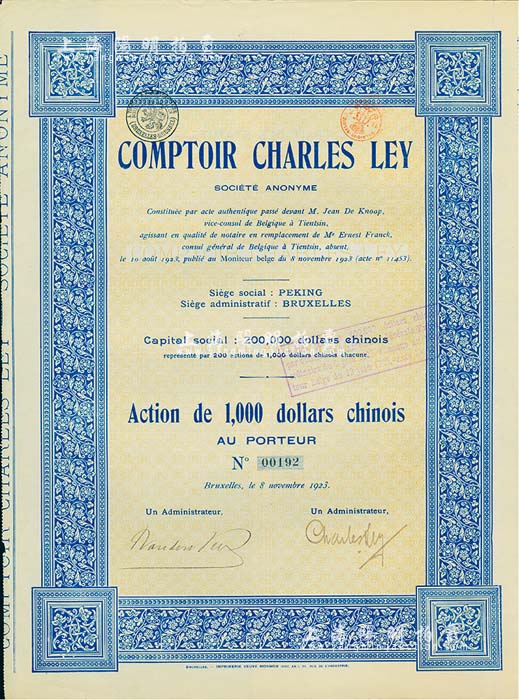 COMPTOIR CHARLES LEY
SOCIÉTÉ ANONYME
Constituée par acte authentique passé devant M. Jean De Knoop,
vice-consul de Belgique à Tientsin,
agissant en qualité de notaire en remplacement de Mr Ernest Franck,
consul général de Belgique à Tientsin, absent,
le 10 août 1923, publié au Moniteur belge du 8 novembre 1923 (acte n° 11453).
Siège social : PEKING
Siège administratif : BRUXELLES
Capital social : 200,000 dollars chinois
représenté par 200 actions de 1,000 dollars chinois chacune.
Action de 1,000 dollars chinois
AU PORTEUR
N° 00192
Bruxelles, le 8 novembre 1923.
Un Administrateur,
Un Administrateur,
Charles Ley
BRUXELLES. — IMPRIMERIE VEUVE MONNOM
COMPTOIR CHARLES LEY SOCIÉTÉ ANONYME